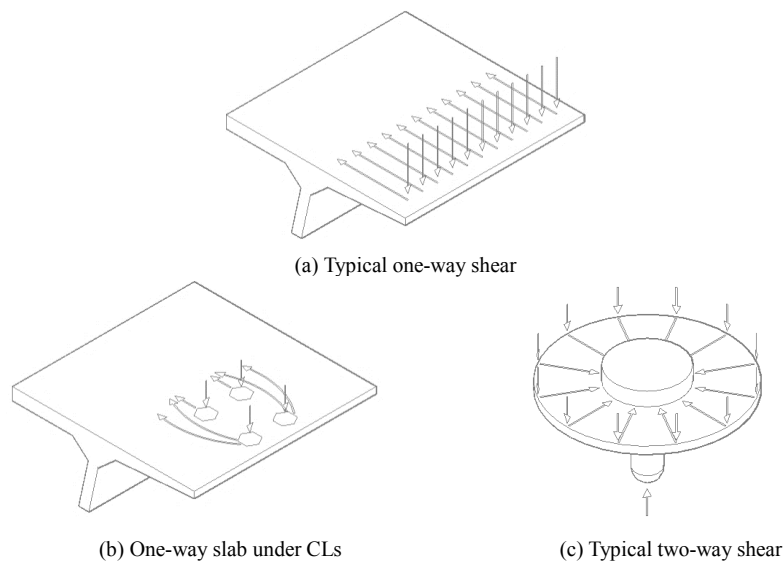 (a) Typical one-way shear
(b) One-way slab under CLs
(c) Typical two-way shear